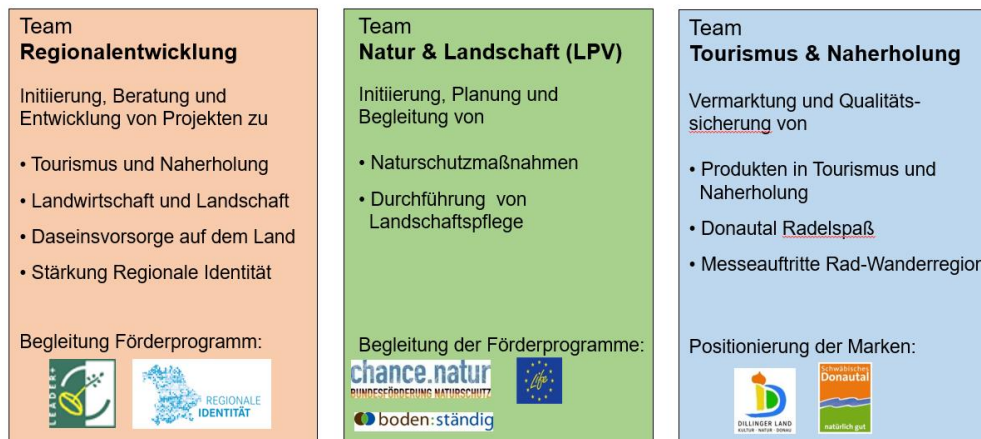 Team
Regionalentwicklung
Initiierung, Beratung und
Entwicklung von Projekten zu
• Tourismus und Naherholung
• Landwirtschaft und Landschaft
• Daseinsvorsorge auf dem Land
• Stärkung Regionale Identität
Begleitung Förderprogramm:
LEADER+
REGIONALE
IDENTITÄT
Team
Natur & Landschaft (LPV)
Initiierung, Planung und
Begleitung von
• Naturschutzmaßnahmen
• Durchführung von
Landschaftspflege
Begleitung der Förderprogramme:
chance.natur
BUNDESFÖRDERUNG NATURSCHUTZ
Life
boden:ständig
Team
Tourismus & Naherholung
Vermarktung und Qualitäts-
sicherung von
• Produkten in Tourismus und
Naherholung
• Donautal Radelspaß
• Messeauftritte Rad-Wanderregion
Positionierung der Marken:
DILLINGER LAND
KULTUR · NATUR · DONAU
Schwäbisches
Donautal
natürlich gut